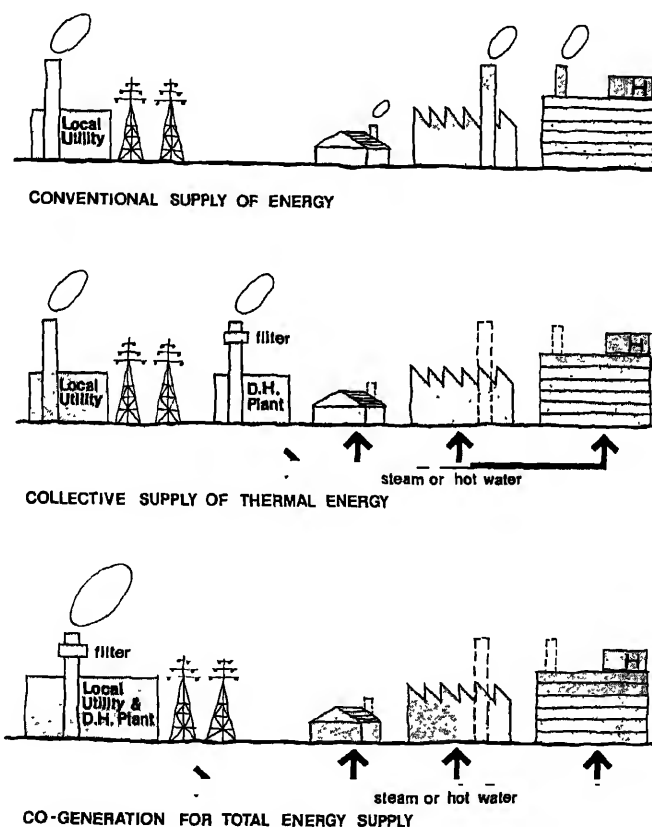 Local
Utility
H
CONVENTIONAL SUPPLY OF ENERGY
filter
Local
Utility
D.H.
Plant
H
steam or hot water
COLLECTIVE SUPPLY OF THERMAL ENERGY
filter
Local
Utility &
D.H. Plant
H
steam or hot water
CO-GENERATION FOR TOTAL ENERGY SUPPLY